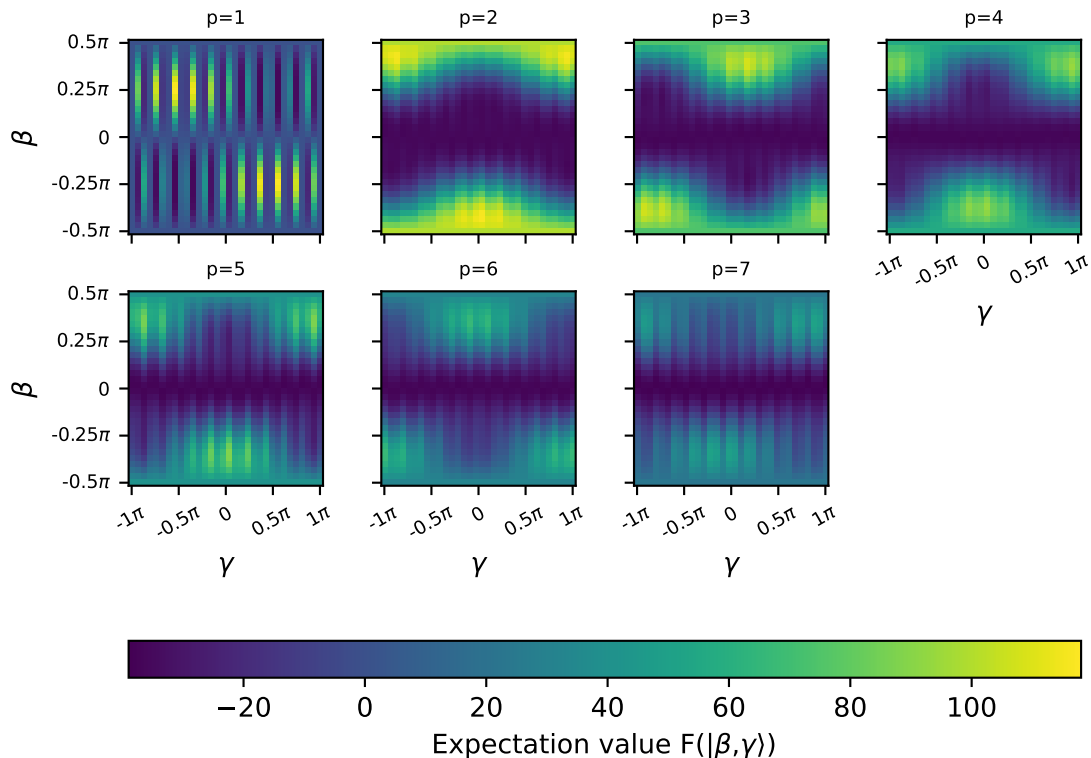 p=1 p=2 p=3 p=4
0.5π
0.25π
0
-0.25π
-0.5π
β
-1π -0.5π 0 0.5π 1π
γ
p=5 p=6 p=7
0.5π
0.25π
0
-0.25π
-0.5π
β
-1π -0.5π 0 0.5π 1π
-1π -0.5π 0 0.5π 1π
-1π -0.5π 0 0.5π 1π
γ γ γ
−20 0 20 40 60 80 100
Expectation value F(|β,γ⟩)